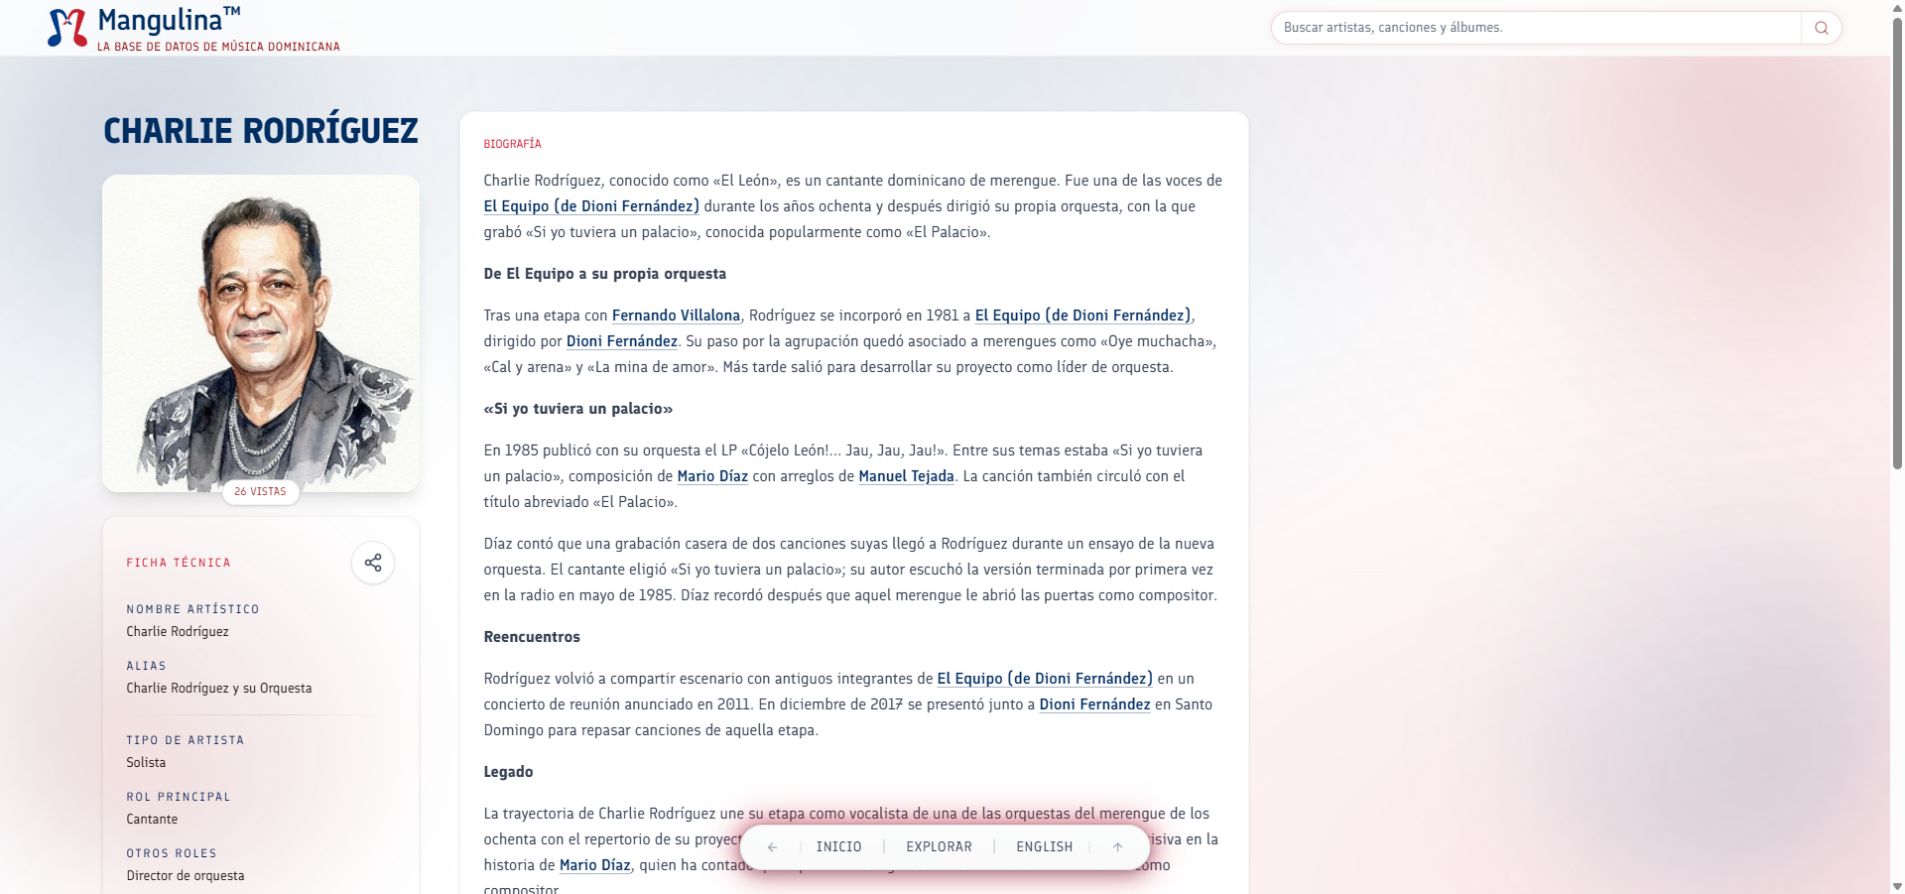 Mangulina™
LA BASE DE DATOS DE MÚSICA DOMINICANA
Buscar artistas, canciones y álbumes.
CHARLIE RODRÍGUEZ
26 VISTAS
FICHA TÉCNICA
NOMBRE ARTÍSTICO
Charlie Rodríguez
ALIAS
Charlie Rodríguez y su Orquesta
TIPO DE ARTISTA
Solista
ROL PRINCIPAL
Cantante
OTROS ROLES
Director de orquesta
BIOGRAFÍA
Charlie Rodríguez, conocido como «El León», es un cantante dominicano de merengue. Fue una de las voces de
El Equipo (de Dioni Fernández) durante los años ochenta y después dirigió su propia orquesta, con la que
grabó «Si yo tuviera un palacio», conocida popularmente como «El Palacio».
De El Equipo a su propia orquesta
Tras una etapa con Fernando Villalona, Rodríguez se incorporó en 1981 a El Equipo (de Dioni Fernández),
dirigido por Dioni Fernández. Su paso por la agrupación quedó asociado a merengues como «Oye muchacha»,
«Cal y arena» y «La mina de amor». Más tarde salió para desarrollar su proyecto como líder de orquesta.
«Si yo tuviera un palacio»
En 1985 publicó con su orquesta el LP «Cójelo León!... Jau, Jau, Jau!». Entre sus temas estaba «Si yo tuviera
un palacio», composición de Mario Díaz con arreglos de Manuel Tejada. La canción también circuló con el
título abreviado «El Palacio».
Díaz contó que una grabación casera de dos canciones suyas llegó a Rodríguez durante un ensayo de la nueva
orquesta. El cantante eligió «Si yo tuviera un palacio»; su autor escuchó la versión terminada por primera vez
en la radio en mayo de 1985. Díaz recordó después que aquel merengue le abrió las puertas como compositor.
Reencuentros
Rodríguez volvió a compartir escenario con antiguos integrantes de El Equipo (de Dioni Fernández) en un
concierto de reunión anunciado en 2011. En diciembre de 2017 se presentó junto a Dioni Fernández en Santo
Domingo para repasar canciones de aquella etapa.
Legado
La trayectoria de Charlie Rodríguez une su etapa como vocalista de una de las orquestas del merengue de los
ochenta con el repertorio de su en la
historia de Mario Díaz, quien ha como
compositor
INICIO
EXPLORAR
ENGLISH